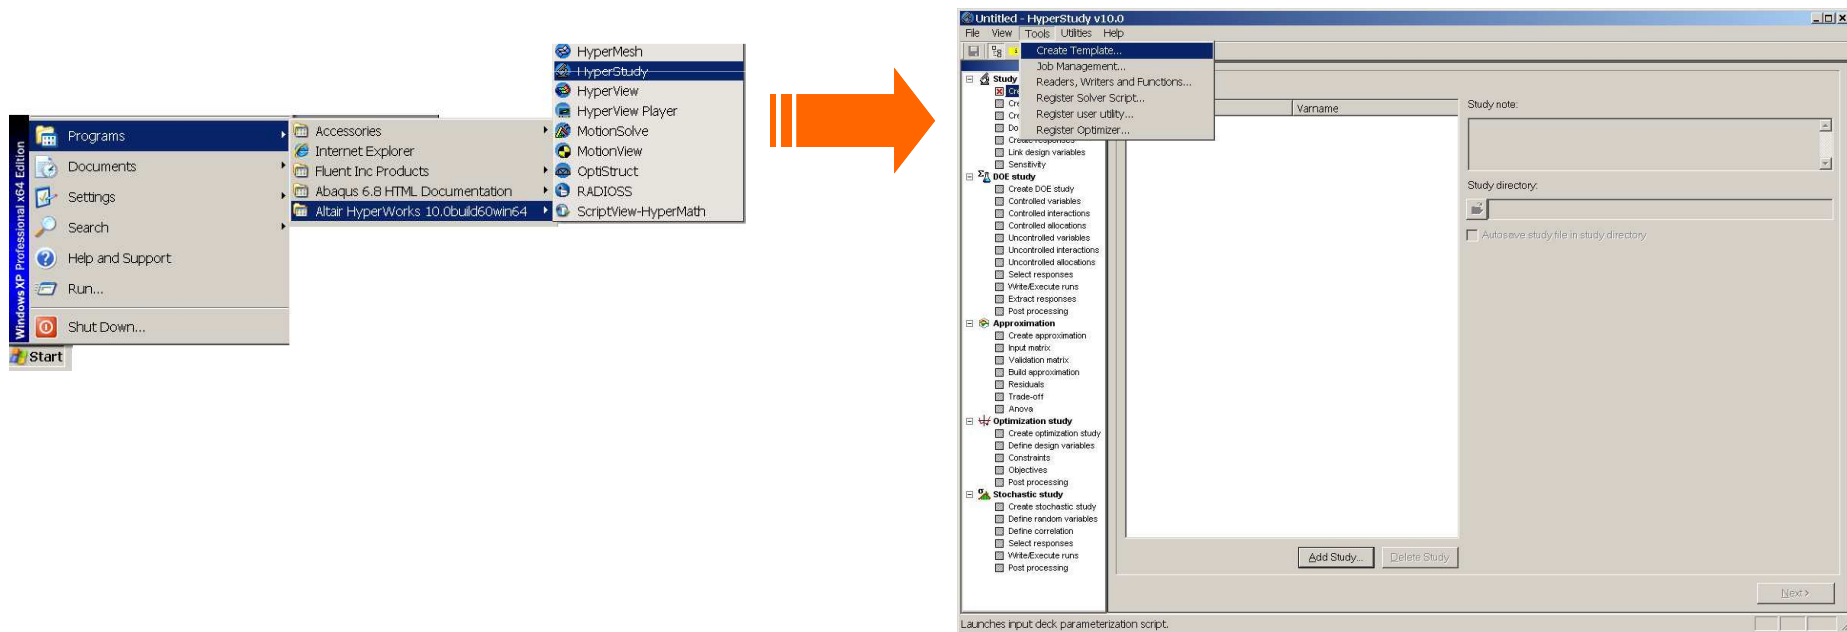 Windows XP Professional x64 Edition
Programs
Documents
Settings
Search
Help and Support
Run...
Shut Down...
Start
Accessories
Internet Explorer
Fluent Inc Products
Abaqus 6.8 HTML Documentation
Altair HyperWorks 10.0build60win64
HyperMesh
HyperStudy
HyperView
HyperView Player
MotionSolve
MotionView
OptiStruct
RADIOSS
ScriptView-HyperMath
Untitled - HyperStudy v10.0
File View Tools Utilities Help
Create Template...
Job Management...
Readers, Writers and Functions...
Register Solver Script...
Register user utility...
Register Optimizer...
Study
Cre
Cre
Cre
Do
Create responses
Link design variables
Sensitivity
DOE study
Create DOE study
Controlled variables
Controlled interactions
Controlled allocations
Uncontrolled variables
Uncontrolled interactions
Uncontrolled allocations
Select responses
Write/Execute runs
Extract responses
Post processing
Approximation
Create approximation
Input matrix
Validation matrix
Build approximation
Residuals
Trade-off
Anova
Optimization study
Create optimization study
Define design variables
Constraints
Objectives
Post processing
Stochastic study
Create stochastic study
Define random variables
Define correlation
Select responses
Write/Execute runs
Post processing
Varname
Study note:
Study directory:
Autosave study file in study directory
Add Study...
Delete Study
Next >
Launches input deck parameterization script.